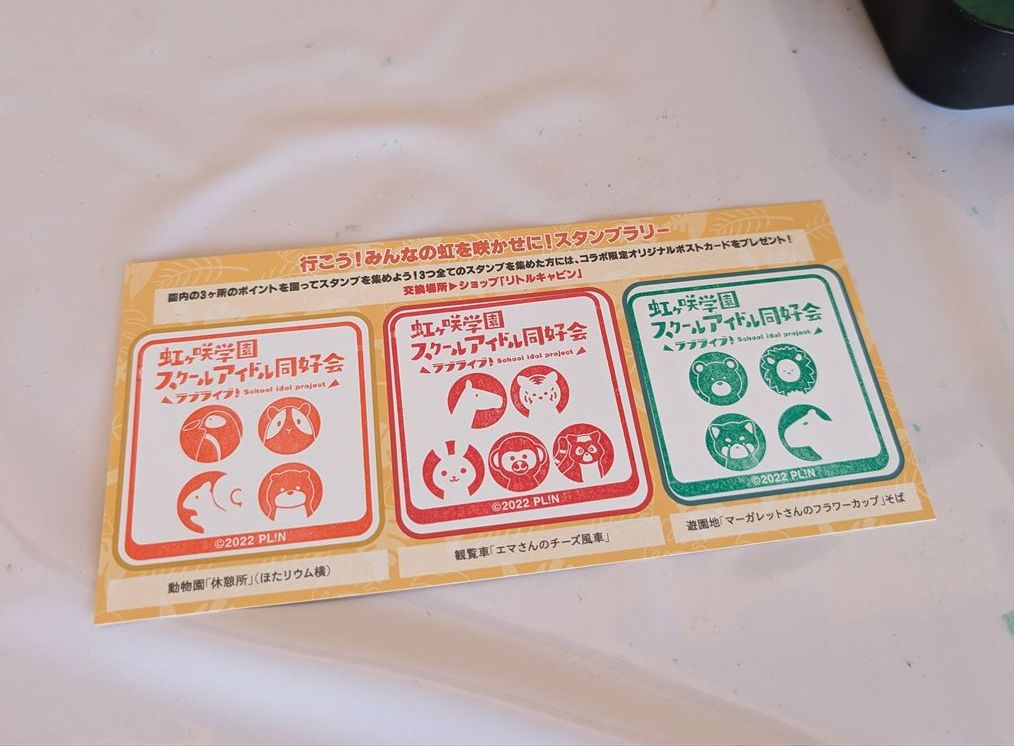 行こう!みんなの虹を咲かせに!スタンプラリー
園内の3ヶ所のポイントを回ってスタンプを集めよう!3つ全てのスタンプを集めた方には、コラボ限定オリジナルポストカードをプレゼント!
交換場所▶ショップ「リトルキャビン」
虹ヶ咲学園
スクールアイドル同好会
ラブライブ! School idol project
©2022 PL!N
動物園「休憩所」(ほたリウム横)
虹ヶ咲学園
スクールアイドル同好会
ラブライブ! School idol project
©2022 PL!N
観覧車「エマさんのチーズ風車」
虹ヶ咲学園
スクールアイドル同好会
ラブライブ! School idol project
©2022 PL!N
遊園地「マーガレットさんのフラワーカップ」そば